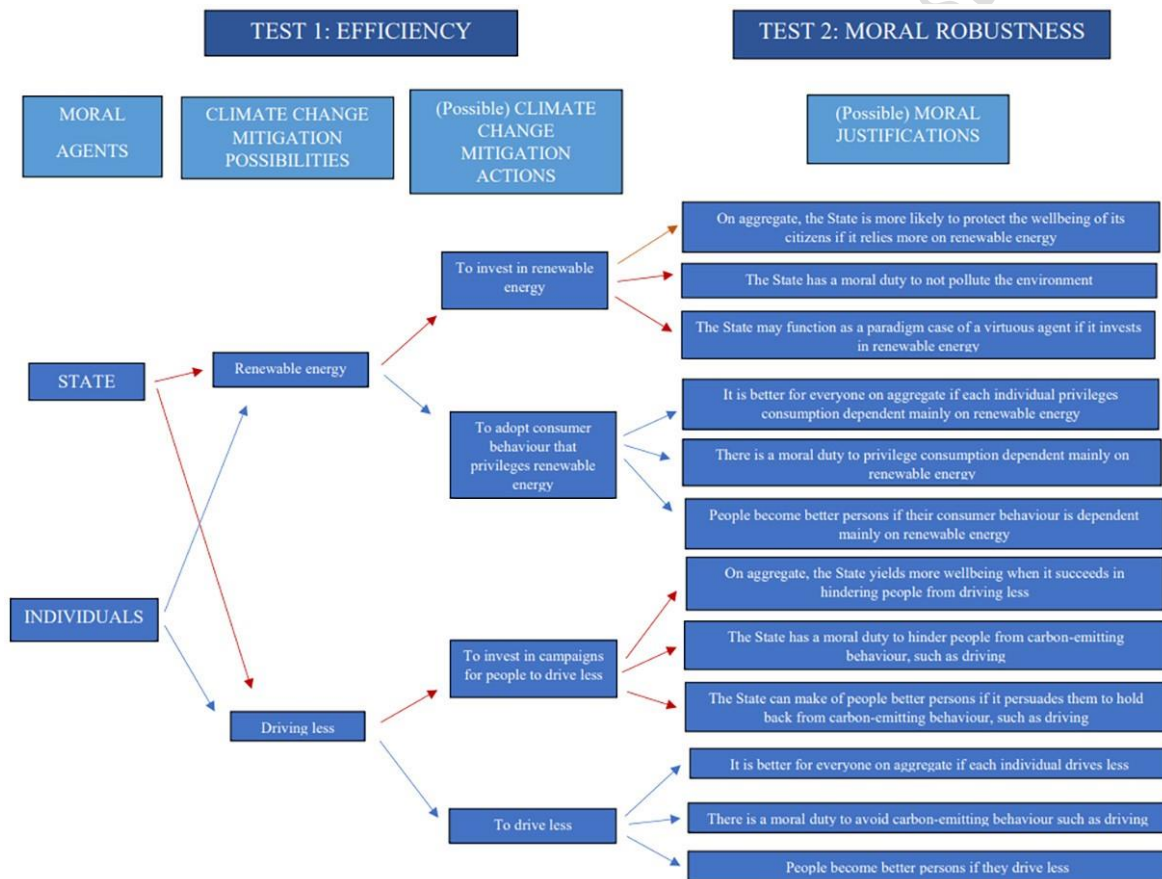 TEST 1: EFFICIENCY
TEST 2: MORAL ROBUSTNESS
MORAL
AGENTS
CLIMATE CHANGE
MITIGATION
POSSIBILITIES
(Possible) CLIMATE
CHANGE
MITIGATION
ACTIONS
(Possible) MORAL
JUSTIFICATIONS
STATE
INDIVIDUALS
Renewable energy
Driving less
To invest in renewable
energy
To adopt consumer
behaviour that
privileges renewable
energy
To invest in campaigns
for people to drive less
To drive less
On aggregate, the State is more likely to protect the wellbeing of its
citizens if it relies more on renewable energy
The State has a moral duty to not pollute the environment
The State may function as a paradigm case of a virtuous agent if it invests
in renewable energy
It is better for everyone on aggregate if each individual privileges
consumption dependent mainly on renewable energy
There is a moral duty to privilege consumption dependent mainly on
renewable energy
People become better persons if their consumer behaviour is dependent
mainly on renewable energy
On aggregate, the State yields more wellbeing when it succeeds in
hindering people from driving less
The State has a moral duty to hinder people from carbon-emitting
behaviour, such as driving
The State can make of people better persons if it persuades them to hold
back from carbon-emitting behaviour, such as driving
It is better for everyone on aggregate if each individual drives less
There is a moral duty to avoid carbon-emitting behaviour such as driving
People become better persons if they drive less